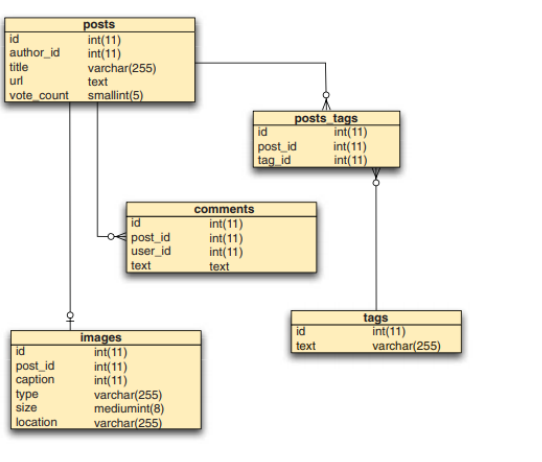 posts
id int(11)
author_id int(11)
title varchar(255)
url text
vote_count smallint(5)
posts_tags
id int(11)
post_id int(11)
tag_id int(11)
comments
id int(11)
post_id int(11)
user_id int(11)
text text
tags
id int(11)
text varchar(255)
images
id int(11)
post_id int(11)
caption int(11)
type varchar(255)
size mediumint(8)
location varchar(255)